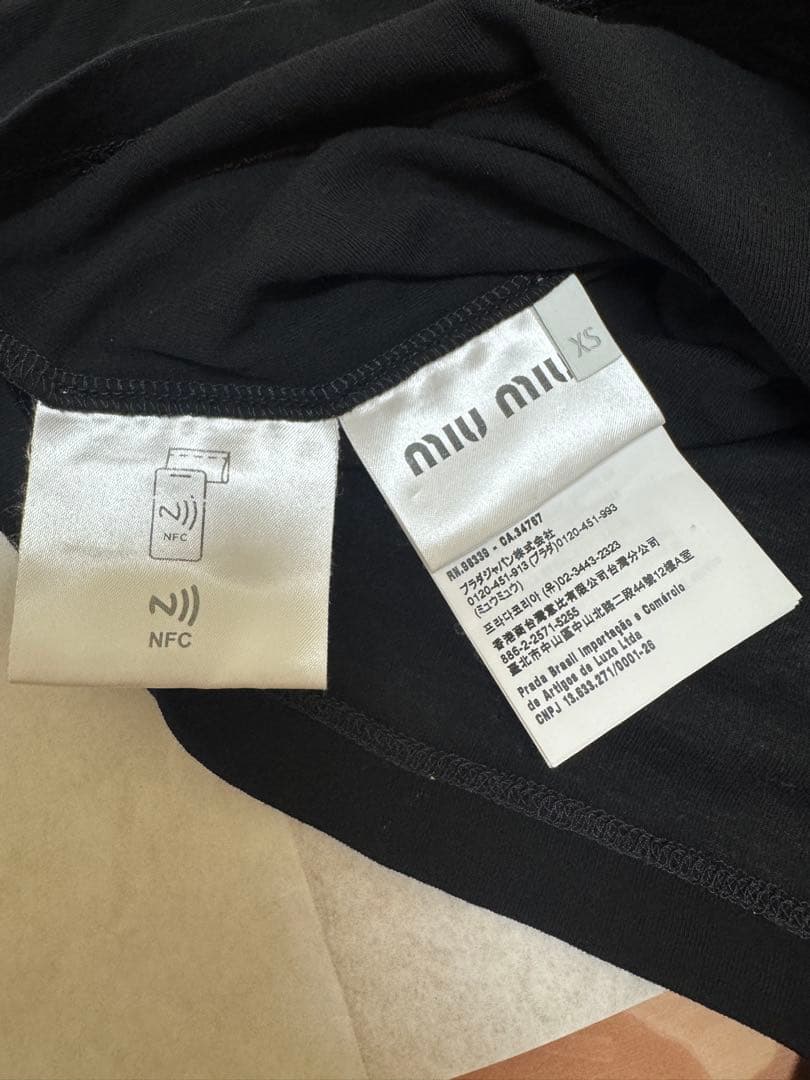 NFC
NFC
XS
miu miu
RN.98339 - CA.34767
プラダジャパン株式会社
0120-451-913 (プラダ)0120-451-993
(ミュウミュウ)
프라다코리아 (유)02-3443-2323
香港商台灣壹比有限公司台灣分公司
886-2-2571-5255
臺北市中山區中山北路二段44號12樓A至
Prada Brasil Importação e Comércio
de Artigos de Luxo Ltda
CNPJ 13.633.271/0001-26